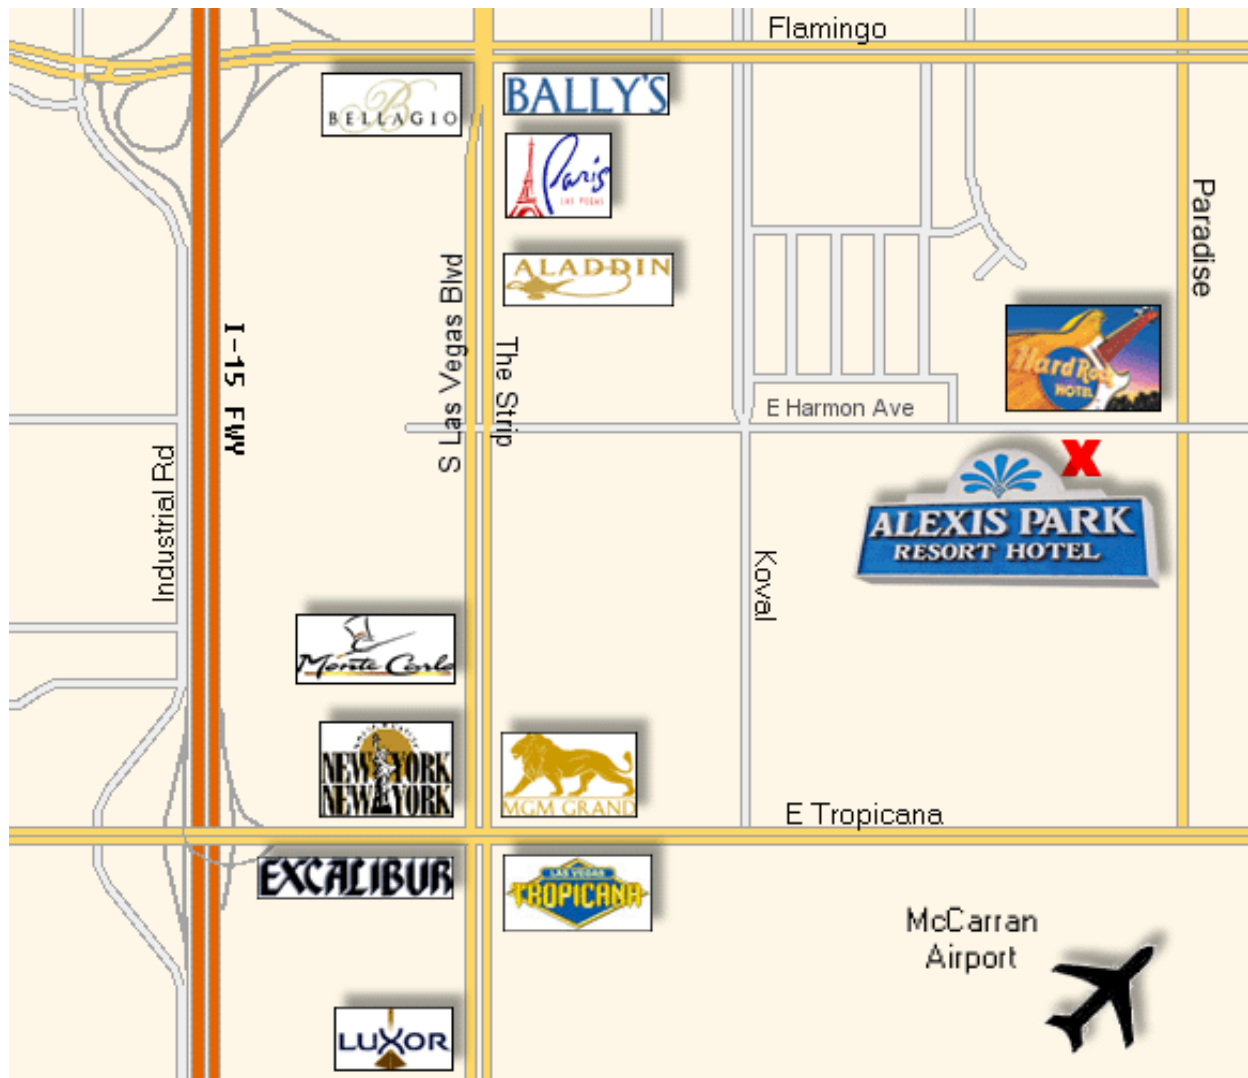 Flamingo
B
BELLAGIO
BALLY'S
Paris
LAS VEGAS
Paradise
ALADDIN
S Las Vegas Blvd
The Strip
I-15 FWY
Hard Rock
HOTEL
E Harmon Ave
X
Industrial Rd
ALEXIS PARK
RESORT HOTEL
Koval
Monte Carlo
NEW YORK
NEW YORK
MGM GRAND
E Tropicana
EXCALIBUR
LAS VEGAS
TROPICANA
McCarran
Airport
LUXOR